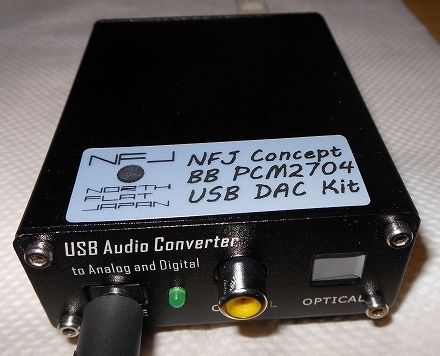 NFJ
NORTH
FLAT
JAPAN
NFJ Concept
BB PCM2704
USB DAC Kit
USB Audio Converter
to Analog and Digital
OPTICAL